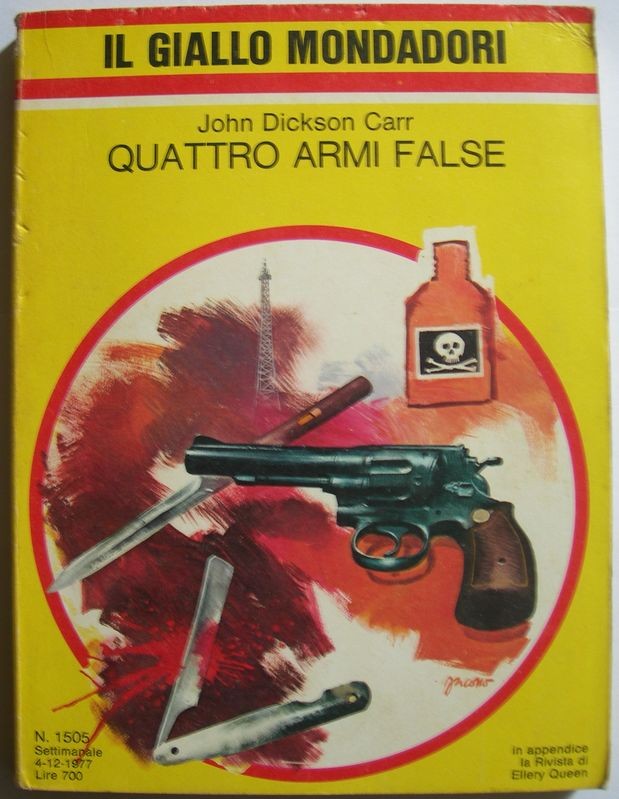 IL GIALLO MONDADORI
John Dickson Carr
QUATTRO ARMI FALSE
Jacono
N. 1505
Settimanale
4-12-1977
Lire 700
in appendice
la Rivista di
Ellery Queen